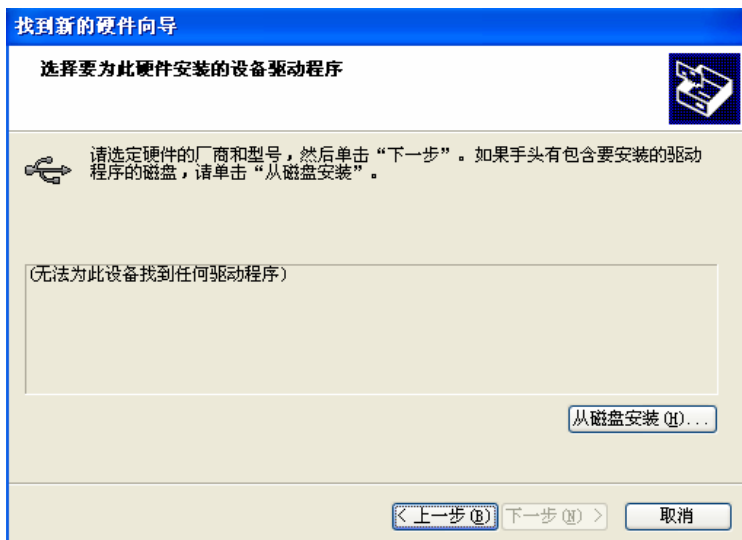 找到新的硬件向导
选择要为此硬件安装的设备驱动程序
请选定硬件的厂商和型号，然后单击“下一步”。如果手头有包含要安装的驱动
程序的磁盘，请单击“从磁盘安装”。
(无法为此设备找到任何驱动程序)
从磁盘安装(H)...
< 上一步(B) 下一步(N) > 取消